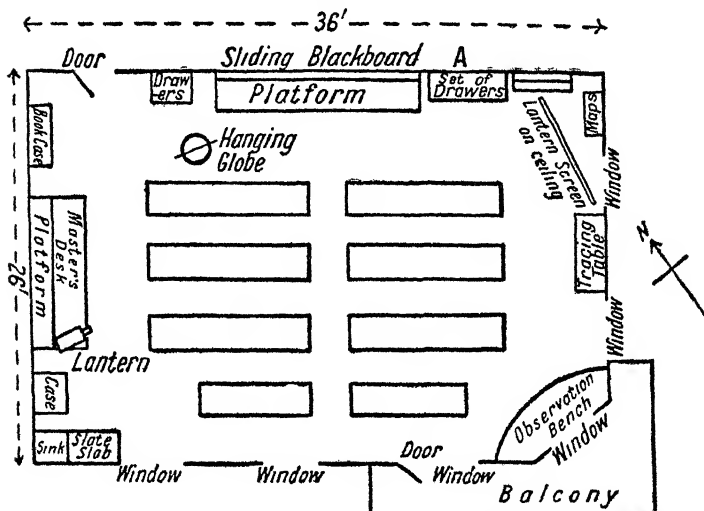 36'
Door
Sliding Blackboard
A
Draw
-ers
Platform
Set of
Drawers
Book Case
Hanging
Globe
Lantern Screen
on ceiling
Maps
Window
26'
Platform
Master's
Desk
Tracing
Table
N
Lantern
Window
Case
Observation
Bench
Sink
Slate
Slab
Window
Window
Window
Door
Window
Balcony